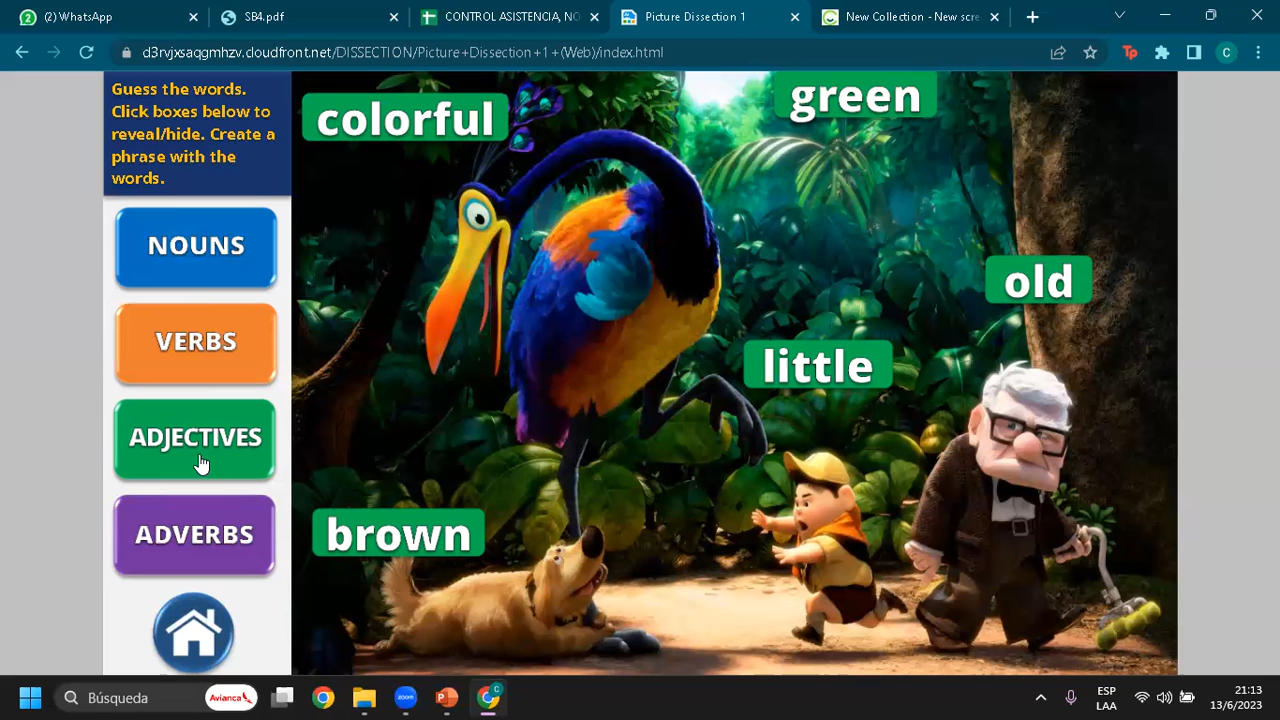 (2) WhatsApp
SB4.pdf
CONTROL ASISTENCIA, NO
Picture Dissection 1
New Collection - New scre
d3rvjxsaqgmhzv.cloudfront.net/DISSECTION/Picture+Dissection+1+(Web)/index.html
Tp
C
Guess the words.
Click boxes below to
reveal/hide. Create a
phrase with the
words.
NOUNS
VERBS
ADJECTIVES
ADVERBS
colorful
green
old
little
brown
Búsqueda
Avianca
C
ESP
LAA
21:13
13/6/2023